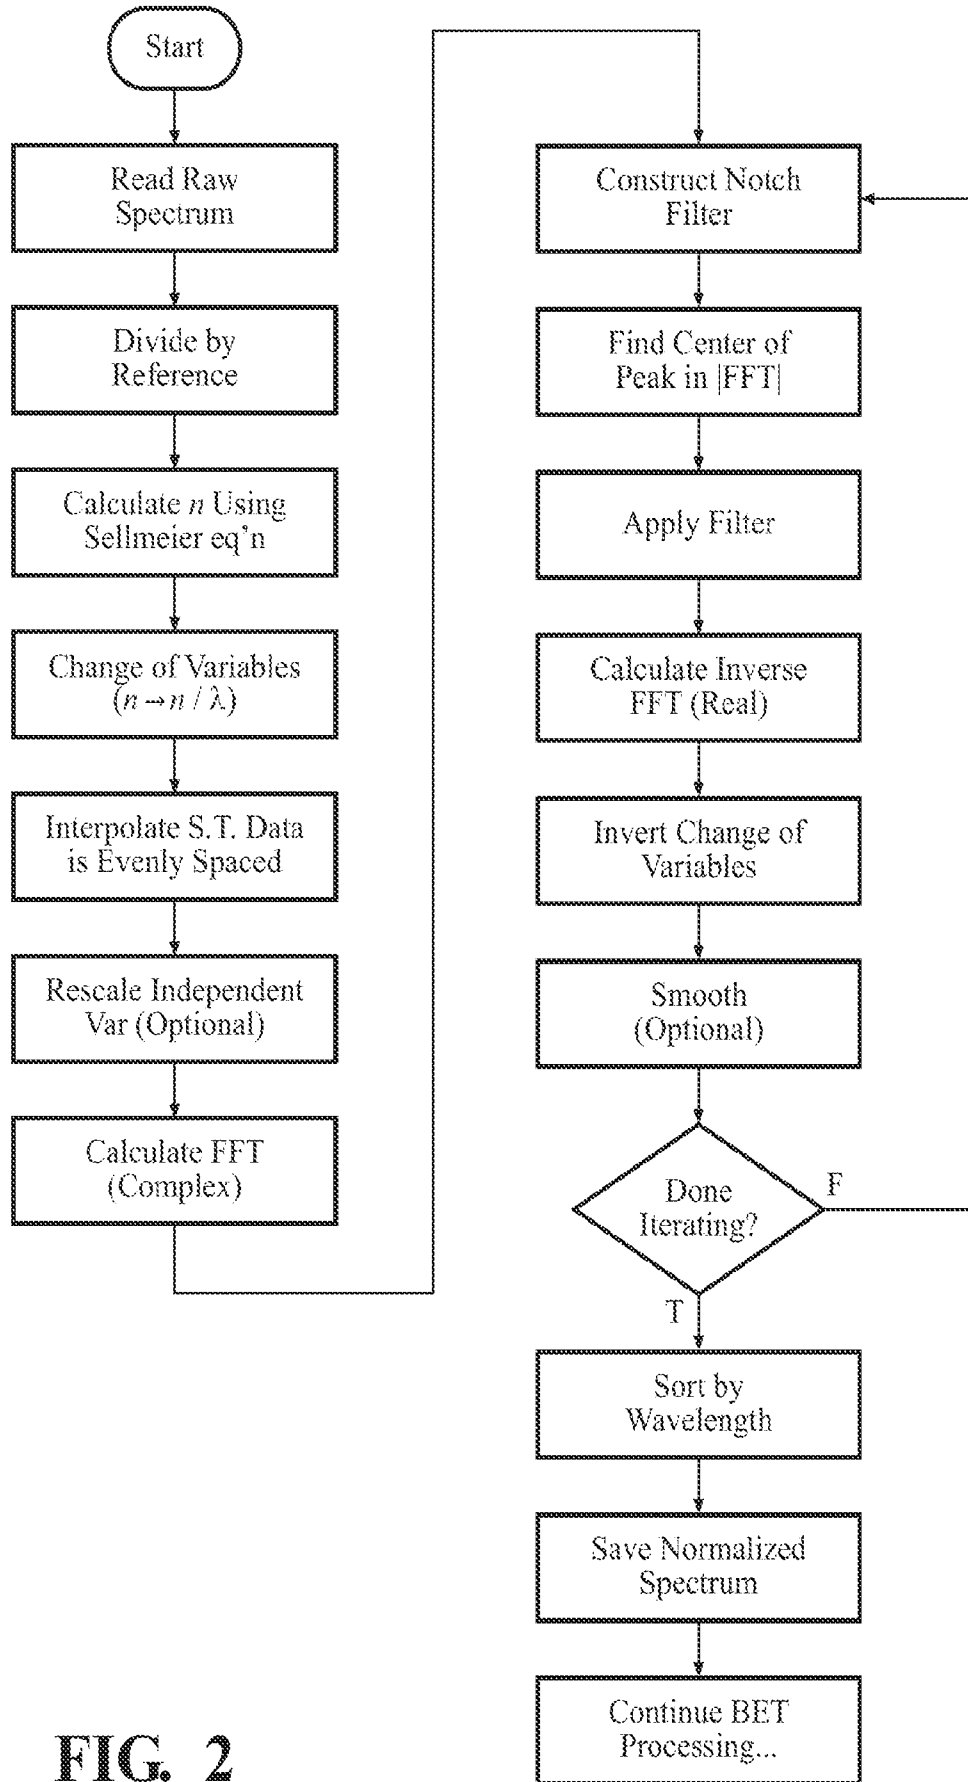 Start
Read Raw
Spectrum
Divide by
Reference
Calculate n Using
Sellmeier eq'n
Change of Variables
(n→n / λ)
Interpolate S.T. Data
is Evenly Spaced
Rescale Independent
Var (Optional)
Calculate FFT
(Complex)
Construct Notch
Filter
Find Center of
Peak in |FFT|
Apply Filter
Calculate Inverse
FFT (Real)
Invert Change of
Variables
Smooth
(Optional)
Done
Iterating?
F
T
Sort by
Wavelength
Save Normalized
Spectrum
Continue BET
Processing...
FIG. 2